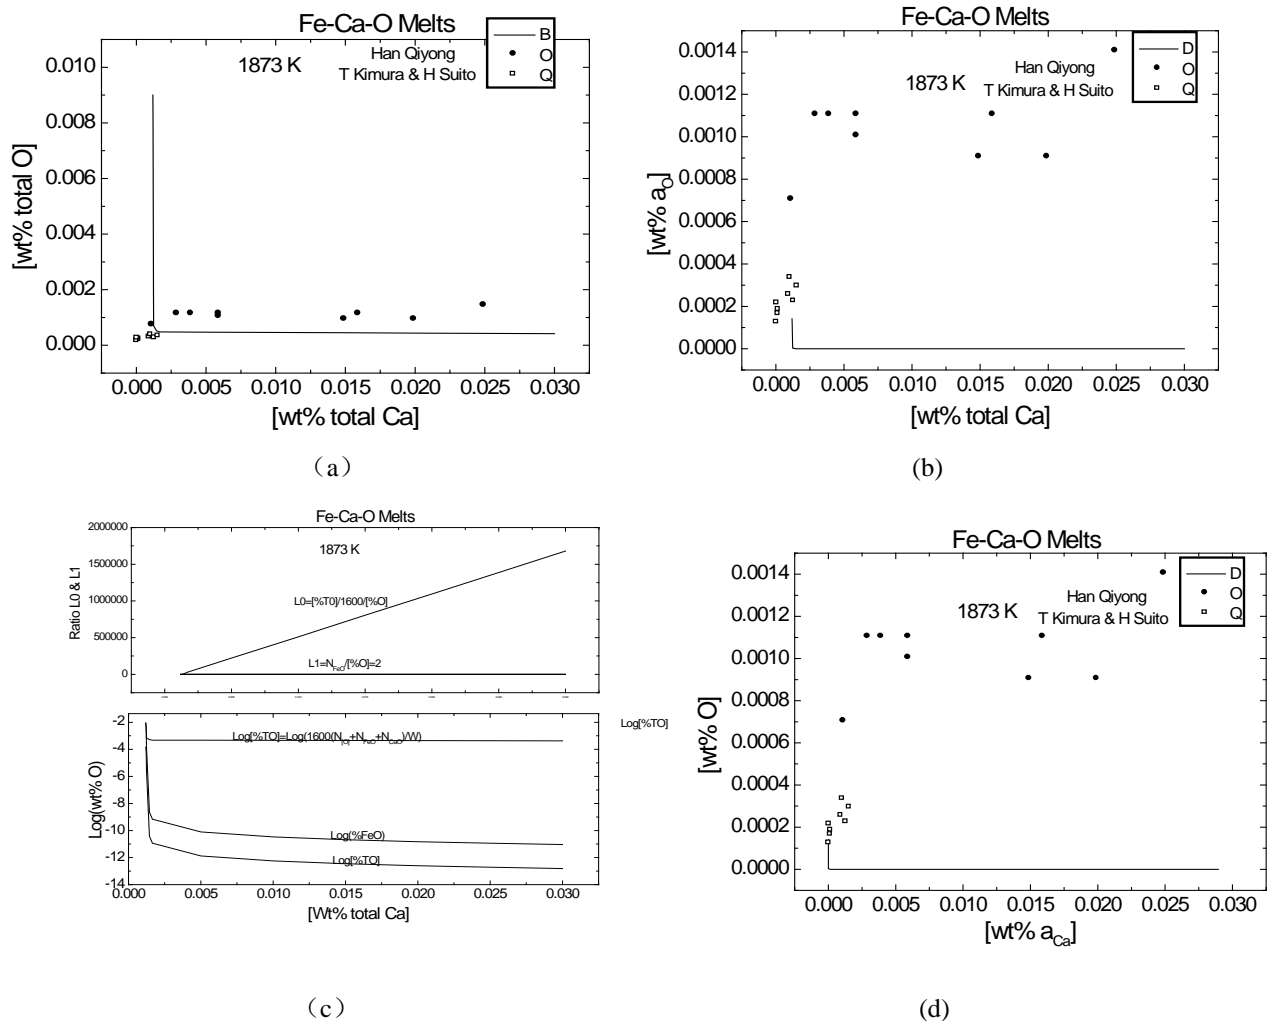 Fe-Ca-O Melts
B
Han Qiyong
O
1873 K
T Kimura & H Suito
Q
0.010
0.008
0.006
0.004
0.002
0.000
[wt% total O]
0.000 0.005 0.010 0.015 0.020 0.025 0.030
[wt% total Ca]
(a)
Fe-Ca-O Melts
D
Han Qiyong
O
1873 K
T Kimura & H Suito
Q
0.0014
0.0012
0.0010
0.0008
0.0006
0.0004
0.0002
0.0000
[wt% aO]
0.000 0.005 0.010 0.015 0.020 0.025 0.030
[wt% total Ca]
(b)
Fe-Ca-O Melts
1873 K
2000000
1500000
1000000
500000
0
Ratio L0 & L1
L0=[%T0]/1600/[%O]
L1=NFeO/[%O]=2
-2
-4
-6
-8
-10
-12
-14
Log(wt% O)
Log[%TO]=Log(1600(N[O]+NFeO+NCaO)/W)
Log(%FeO)
Log[%TO]
0.000 0.005 0.010 0.015 0.020 0.025 0.030
[Wt% total Ca]
Log[%TO]
(c)
Fe-Ca-O Melts
D
Han Qiyong
O
1873 K
T Kimura & H Suito
Q
0.0014
0.0012
0.0010
0.0008
0.0006
0.0004
0.0002
0.0000
[wt% O]
0.000 0.005 0.010 0.015 0.020 0.025 0.030
[wt% aCa]
(d)